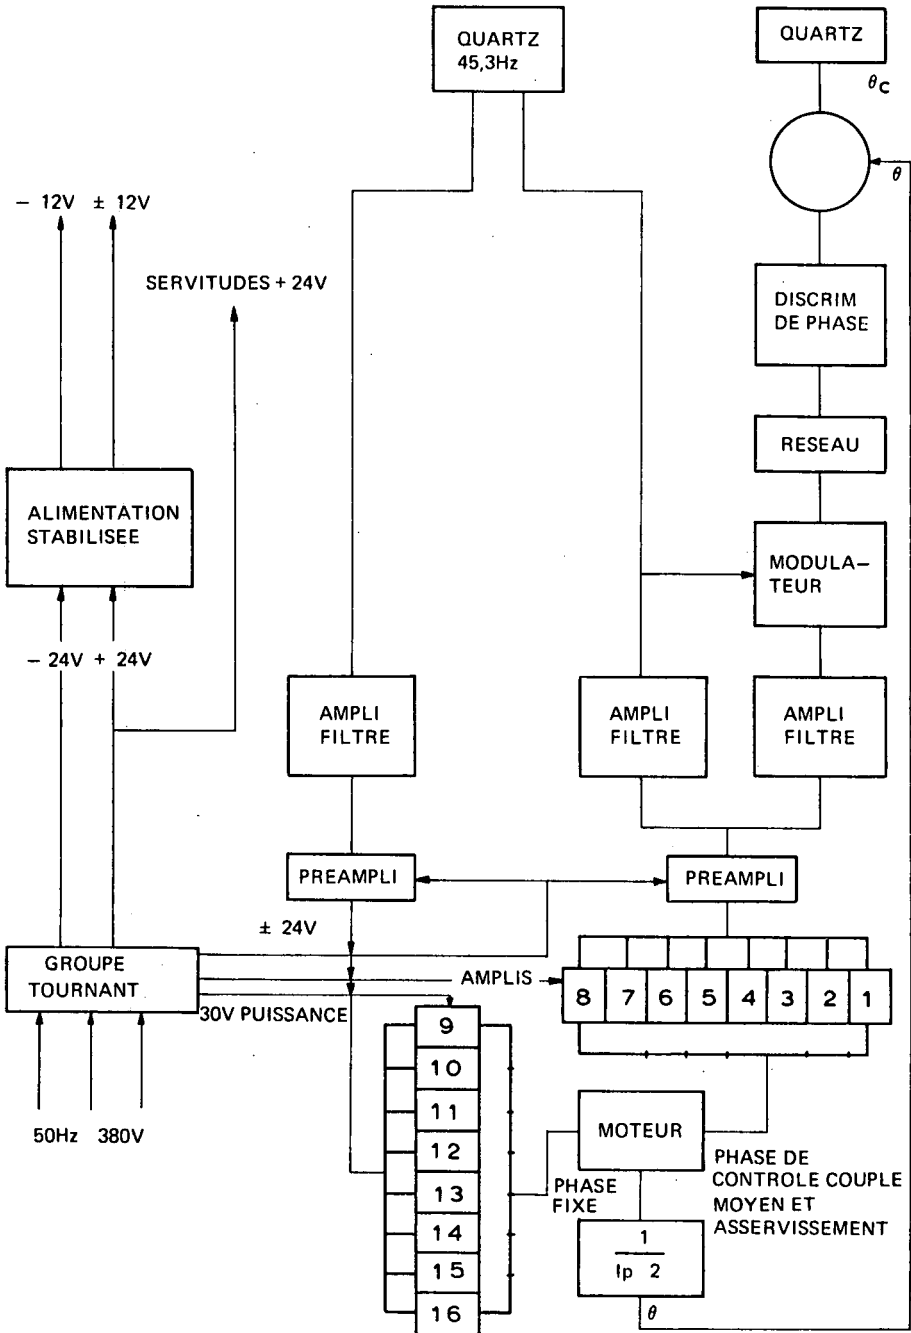 QUARTZ
45,3Hz
QUARTZ
θc
θ
− 12V ± 12V
SERVITUDES + 24V
DISCRIM
DE PHASE
RESEAU
ALIMENTATION
STABILISEE
MODULA−
TEUR
− 24V + 24V
AMPLI
FILTRE
AMPLI
FILTRE
AMPLI
FILTRE
PREAMPLI
PREAMPLI
± 24V
GROUPE
TOURNANT
AMPLIS
8 7 6 5 4 3 2 1
30V PUISSANCE
9
10
11
12
13
14
15
16
50Hz 380V
MOTEUR
PHASE
FIXE
PHASE DE
CONTROLE COUPLE
MOYEN ET
ASSERVISSEMENT
1
Ip 2
θ